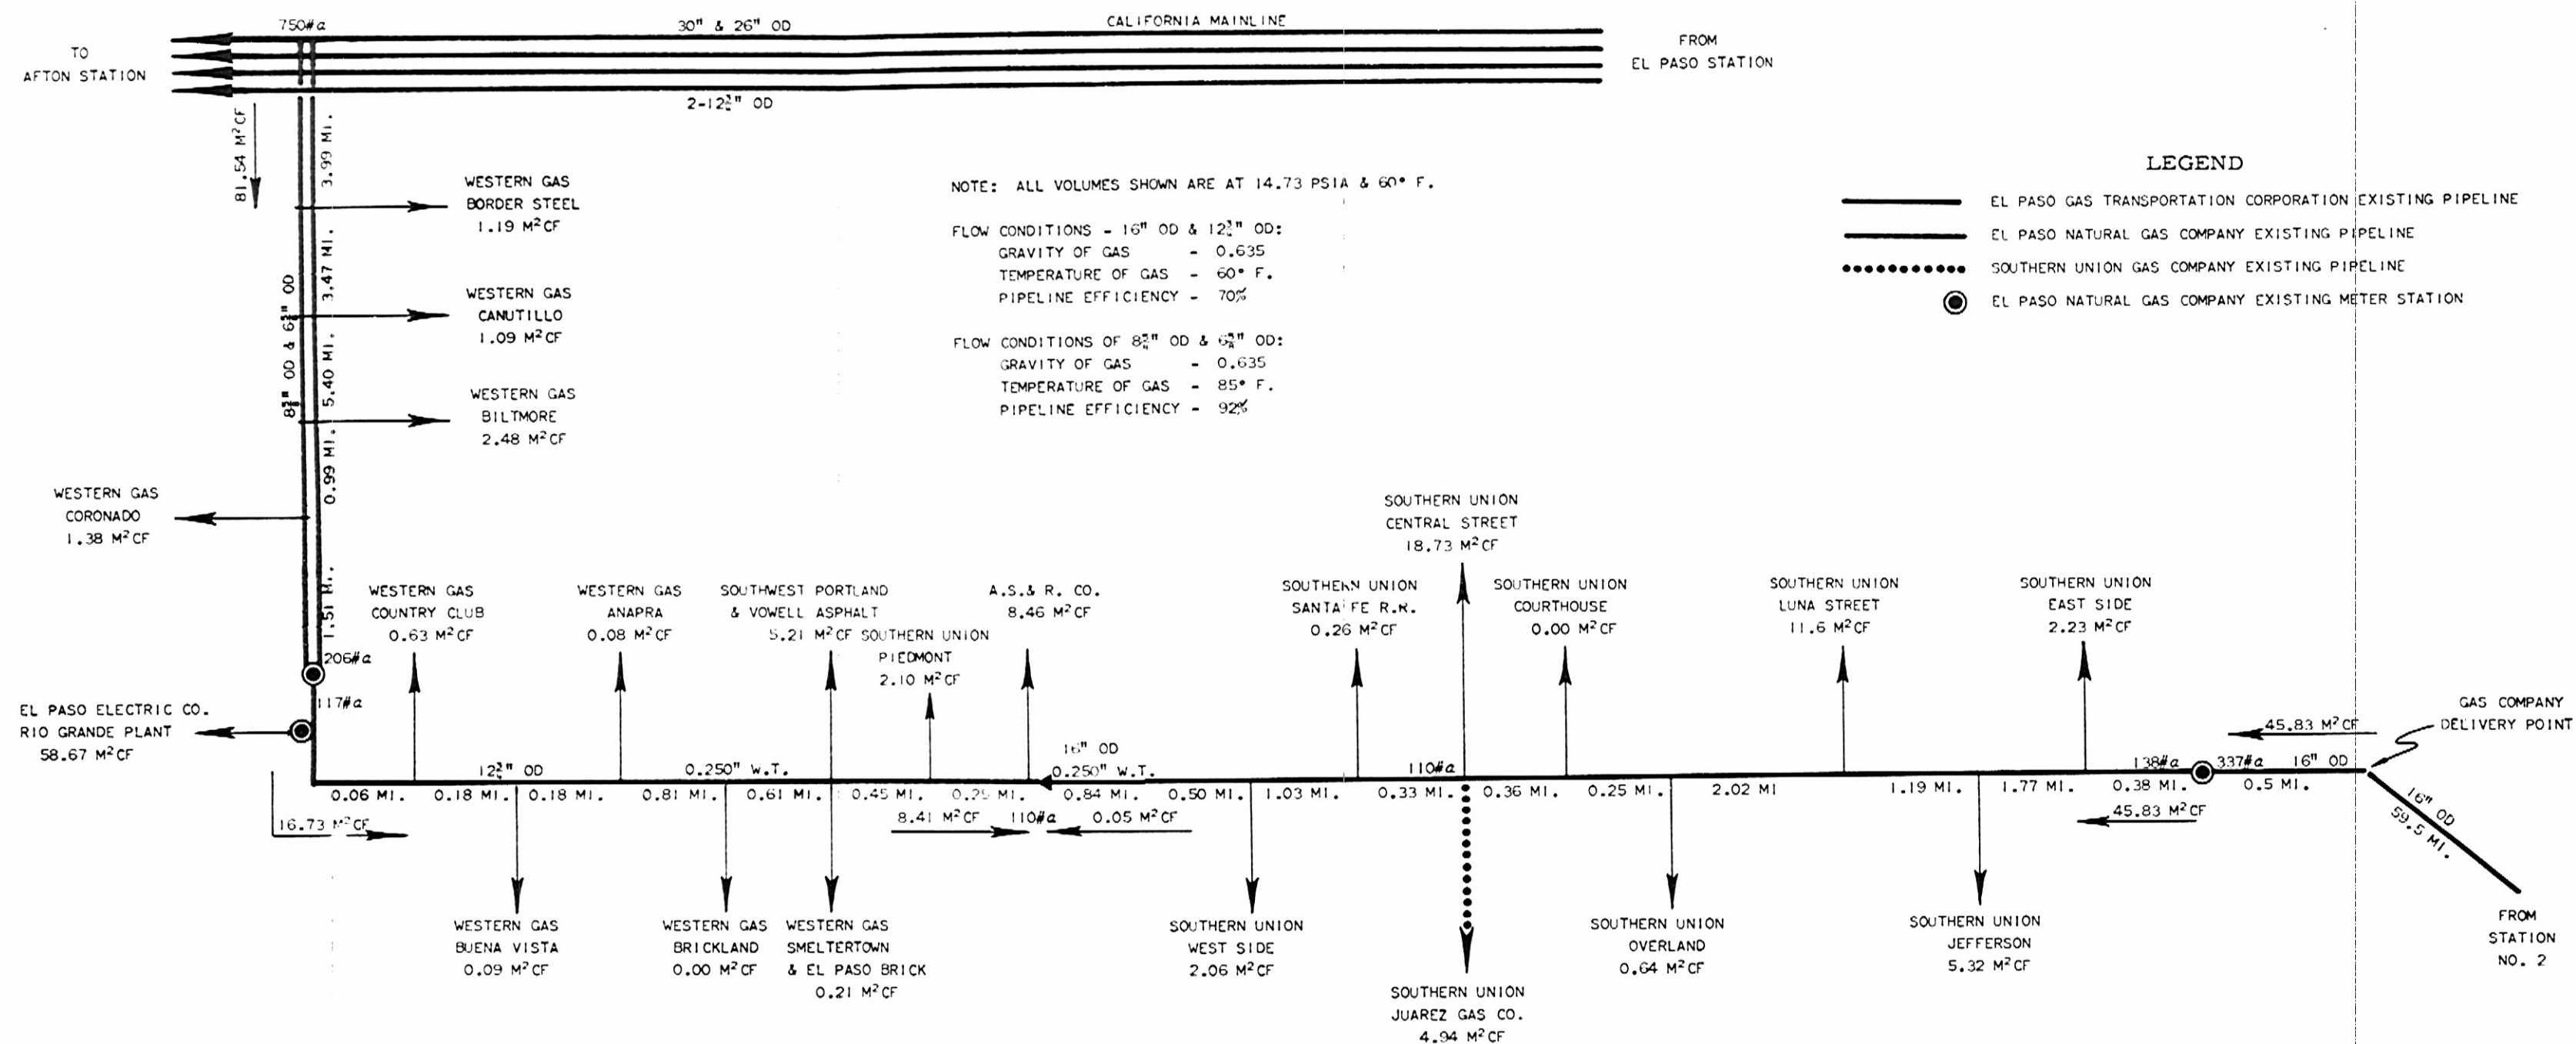 750#a
30" & 26" OD
CALIFORNIA MAINLINE
TO
AFTON STATION
FROM
EL PASO STATION
2-12¾" OD
81.54 M²CF
3.99 MI.
3.47 MI.
5.40 MI.
0.99 MI.
1.51 MI.
8⅝" OD & 6⅝" OD
WESTERN GAS
BORDER STEEL
1.19 M²CF
WESTERN GAS
CANUTILLO
1.09 M²CF
WESTERN GAS
BILTMORE
2.48 M²CF
WESTERN GAS
CORONADO
1.38 M²CF
NOTE: ALL VOLUMES SHOWN ARE AT 14.73 PSIA & 60° F.
FLOW CONDITIONS - 16" OD & 12¾" OD:
GRAVITY OF GAS - 0.635
TEMPERATURE OF GAS - 60° F.
PIPELINE EFFICIENCY - 70%
FLOW CONDITIONS OF 8⅝" OD & 6⅝" OD:
GRAVITY OF GAS - 0.635
TEMPERATURE OF GAS - 85° F.
PIPELINE EFFICIENCY - 92%
LEGEND
EL PASO GAS TRANSPORTATION CORPORATION EXISTING PIPELINE
EL PASO NATURAL GAS COMPANY EXISTING PIPELINE
SOUTHERN UNION GAS COMPANY EXISTING PIPELINE
EL PASO NATURAL GAS COMPANY EXISTING METER STATION
206#a
117#a
EL PASO ELECTRIC CO.
RIO GRANDE PLANT
58.67 M²CF
WESTERN GAS
COUNTRY CLUB
0.63 M²CF
WESTERN GAS
ANAPRA
0.08 M²CF
SOUTHWEST PORTLAND
& VOWELL ASPHALT
5.21 M²CF
SOUTHERN UNION
PIEDMONT
2.10 M²CF
A.S.& R. CO.
8.46 M²CF
SOUTHERN UNION
SANTA FE R.R.
0.26 M²CF
SOUTHERN UNION
CENTRAL STREET
18.73 M²CF
SOUTHERN UNION
COURTHOUSE
0.00 M²CF
SOUTHERN UNION
LUNA STREET
11.6 M²CF
SOUTHERN UNION
EAST SIDE
2.23 M²CF
GAS COMPANY
DELIVERY POINT
45.83 M²CF
12¾" OD
0.250" W.T.
16" OD
0.250" W.T.
110#a
138#a
337#a
16" OD
0.06 MI.
0.18 MI.
0.18 MI.
0.81 MI.
0.61 MI.
0.45 MI.
0.84 MI.
0.50 MI.
1.03 MI.
0.33 MI.
0.36 MI.
0.25 MI.
2.02 MI
1.19 MI.
1.77 MI.
0.38 MI.
0.5 MI.
16" OD
59.5 MI.
16.73 M²CF
8.41 M²CF
110#a
0.05 M²CF
45.83 M²CF
WESTERN GAS
BUENA VISTA
0.09 M²CF
WESTERN GAS
BRICKLAND
0.00 M²CF
WESTERN GAS
SMELTERTOWN
& EL PASO BRICK
0.21 M²CF
SOUTHERN UNION
WEST SIDE
2.06 M²CF
SOUTHERN UNION
JUAREZ GAS CO.
4.94 M²CF
SOUTHERN UNION
OVERLAND
0.64 M²CF
SOUTHERN UNION
JEFFERSON
5.32 M²CF
FROM
STATION
NO. 2